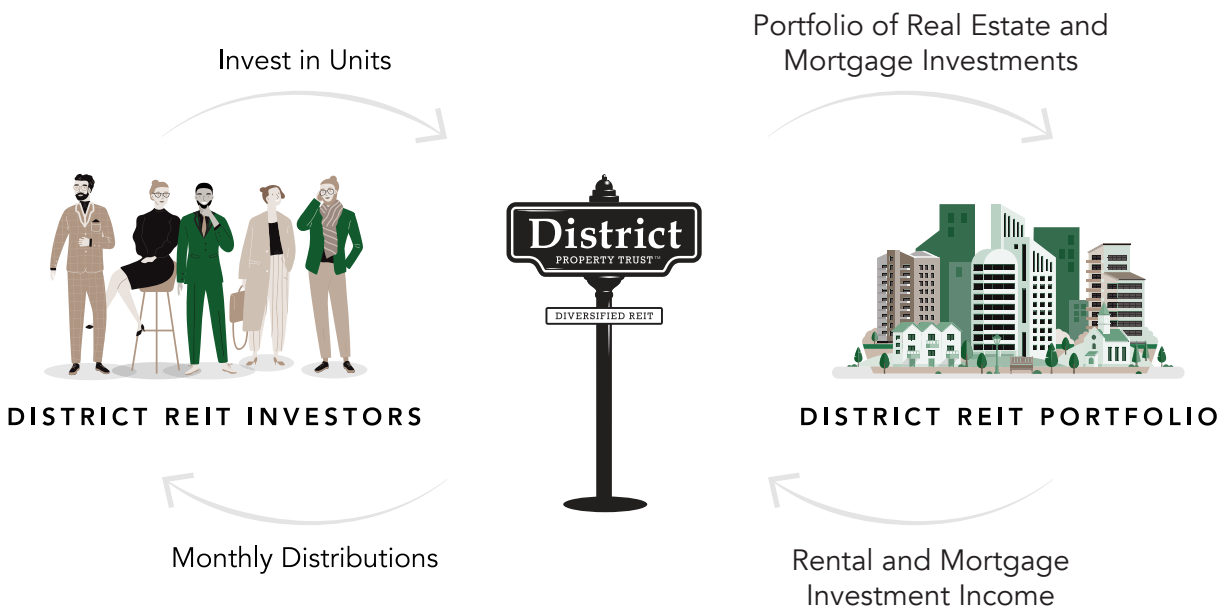 Invest in Units
Portfolio of Real Estate and
Mortgage Investments
District
PROPERTY TRUST™
DIVERSIFIED REIT
DISTRICT REIT INVESTORS
DISTRICT REIT PORTFOLIO
Monthly Distributions
Rental and Mortgage
Investment Income